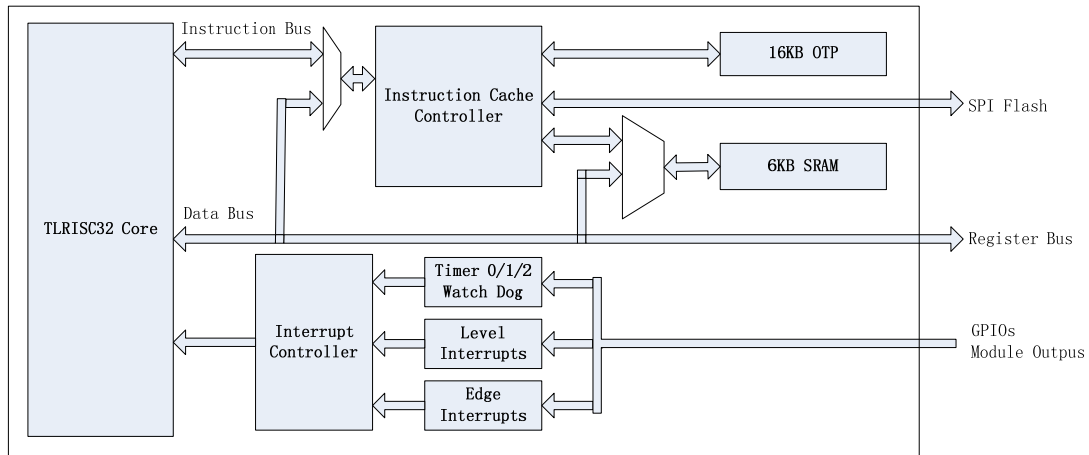 Instruction Bus
16KB OTP
Instruction Cache
Controller
SPI Flash
6KB SRAM
Data Bus
TLRISC32 Core
Register Bus
Timer 0/1/2
Watch Dog
Interrupt
Controller
Level
Interrupts
GPIOs
Module Outpus
Edge
Interrupts